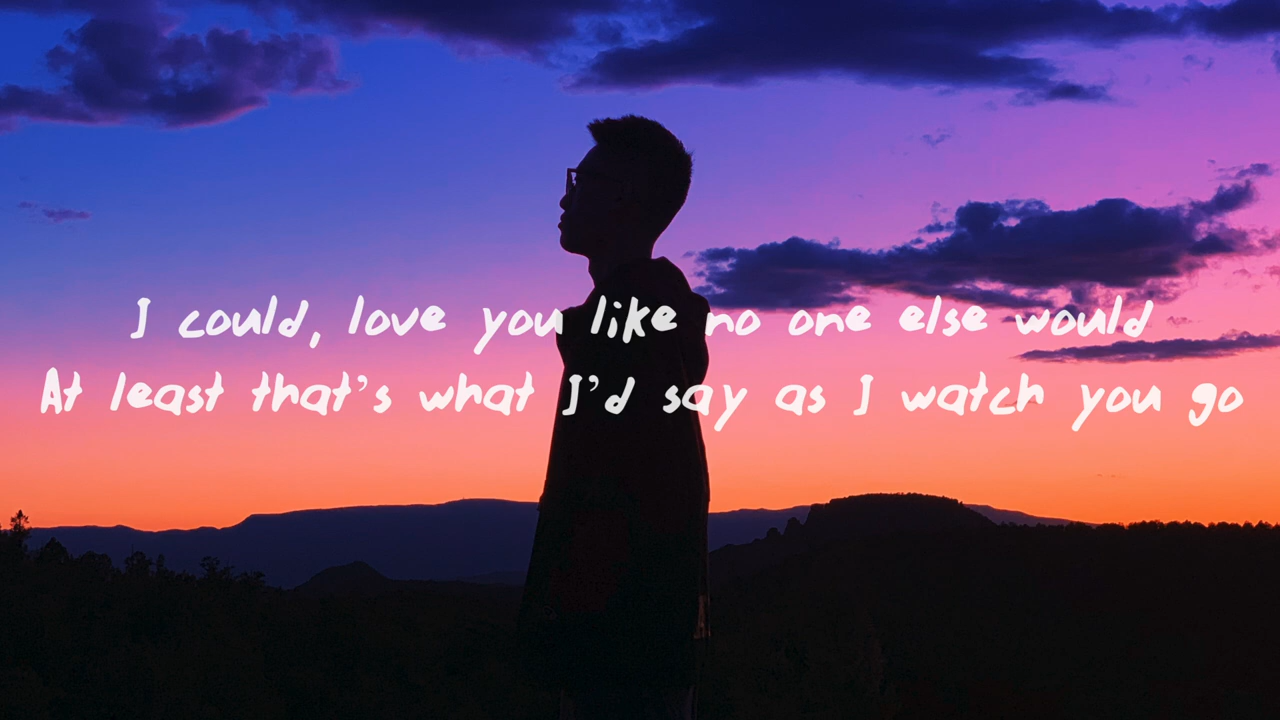 I could, love you like no one else would
At least that's what I'd say as I watch you go